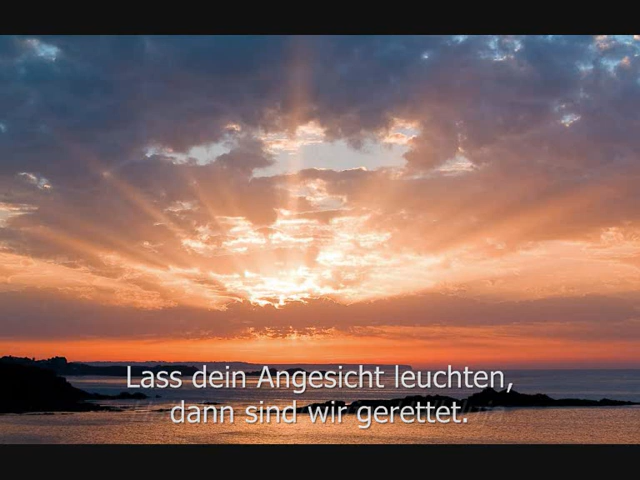 Lass dein Angesicht leuchten,
dann sind wir gerettet.